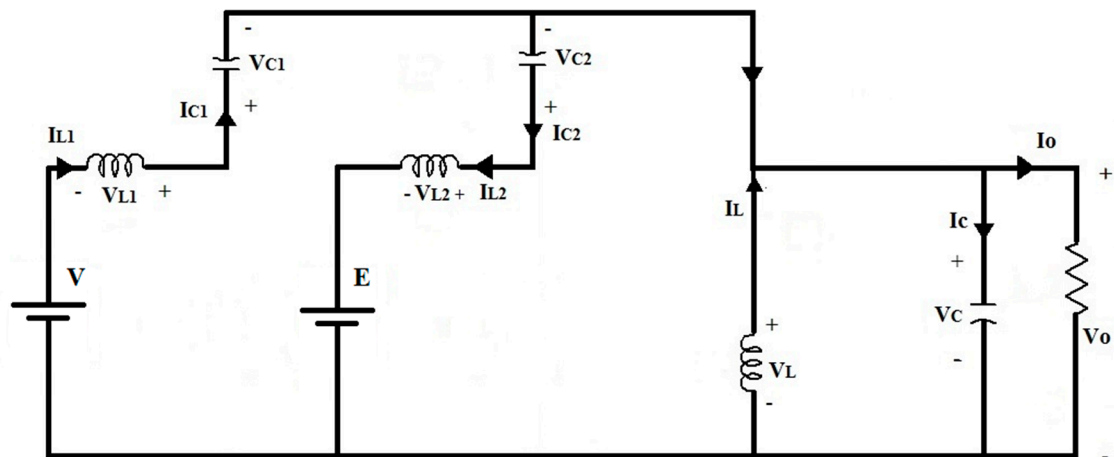 -
-
VC1
VC2
+
+
IC1
IC2
IL1
Io
- VL1 +
- VL2 +
IL2
+
IL
Ic
V
E
+
VC
-
+
VL
-
Vo
-